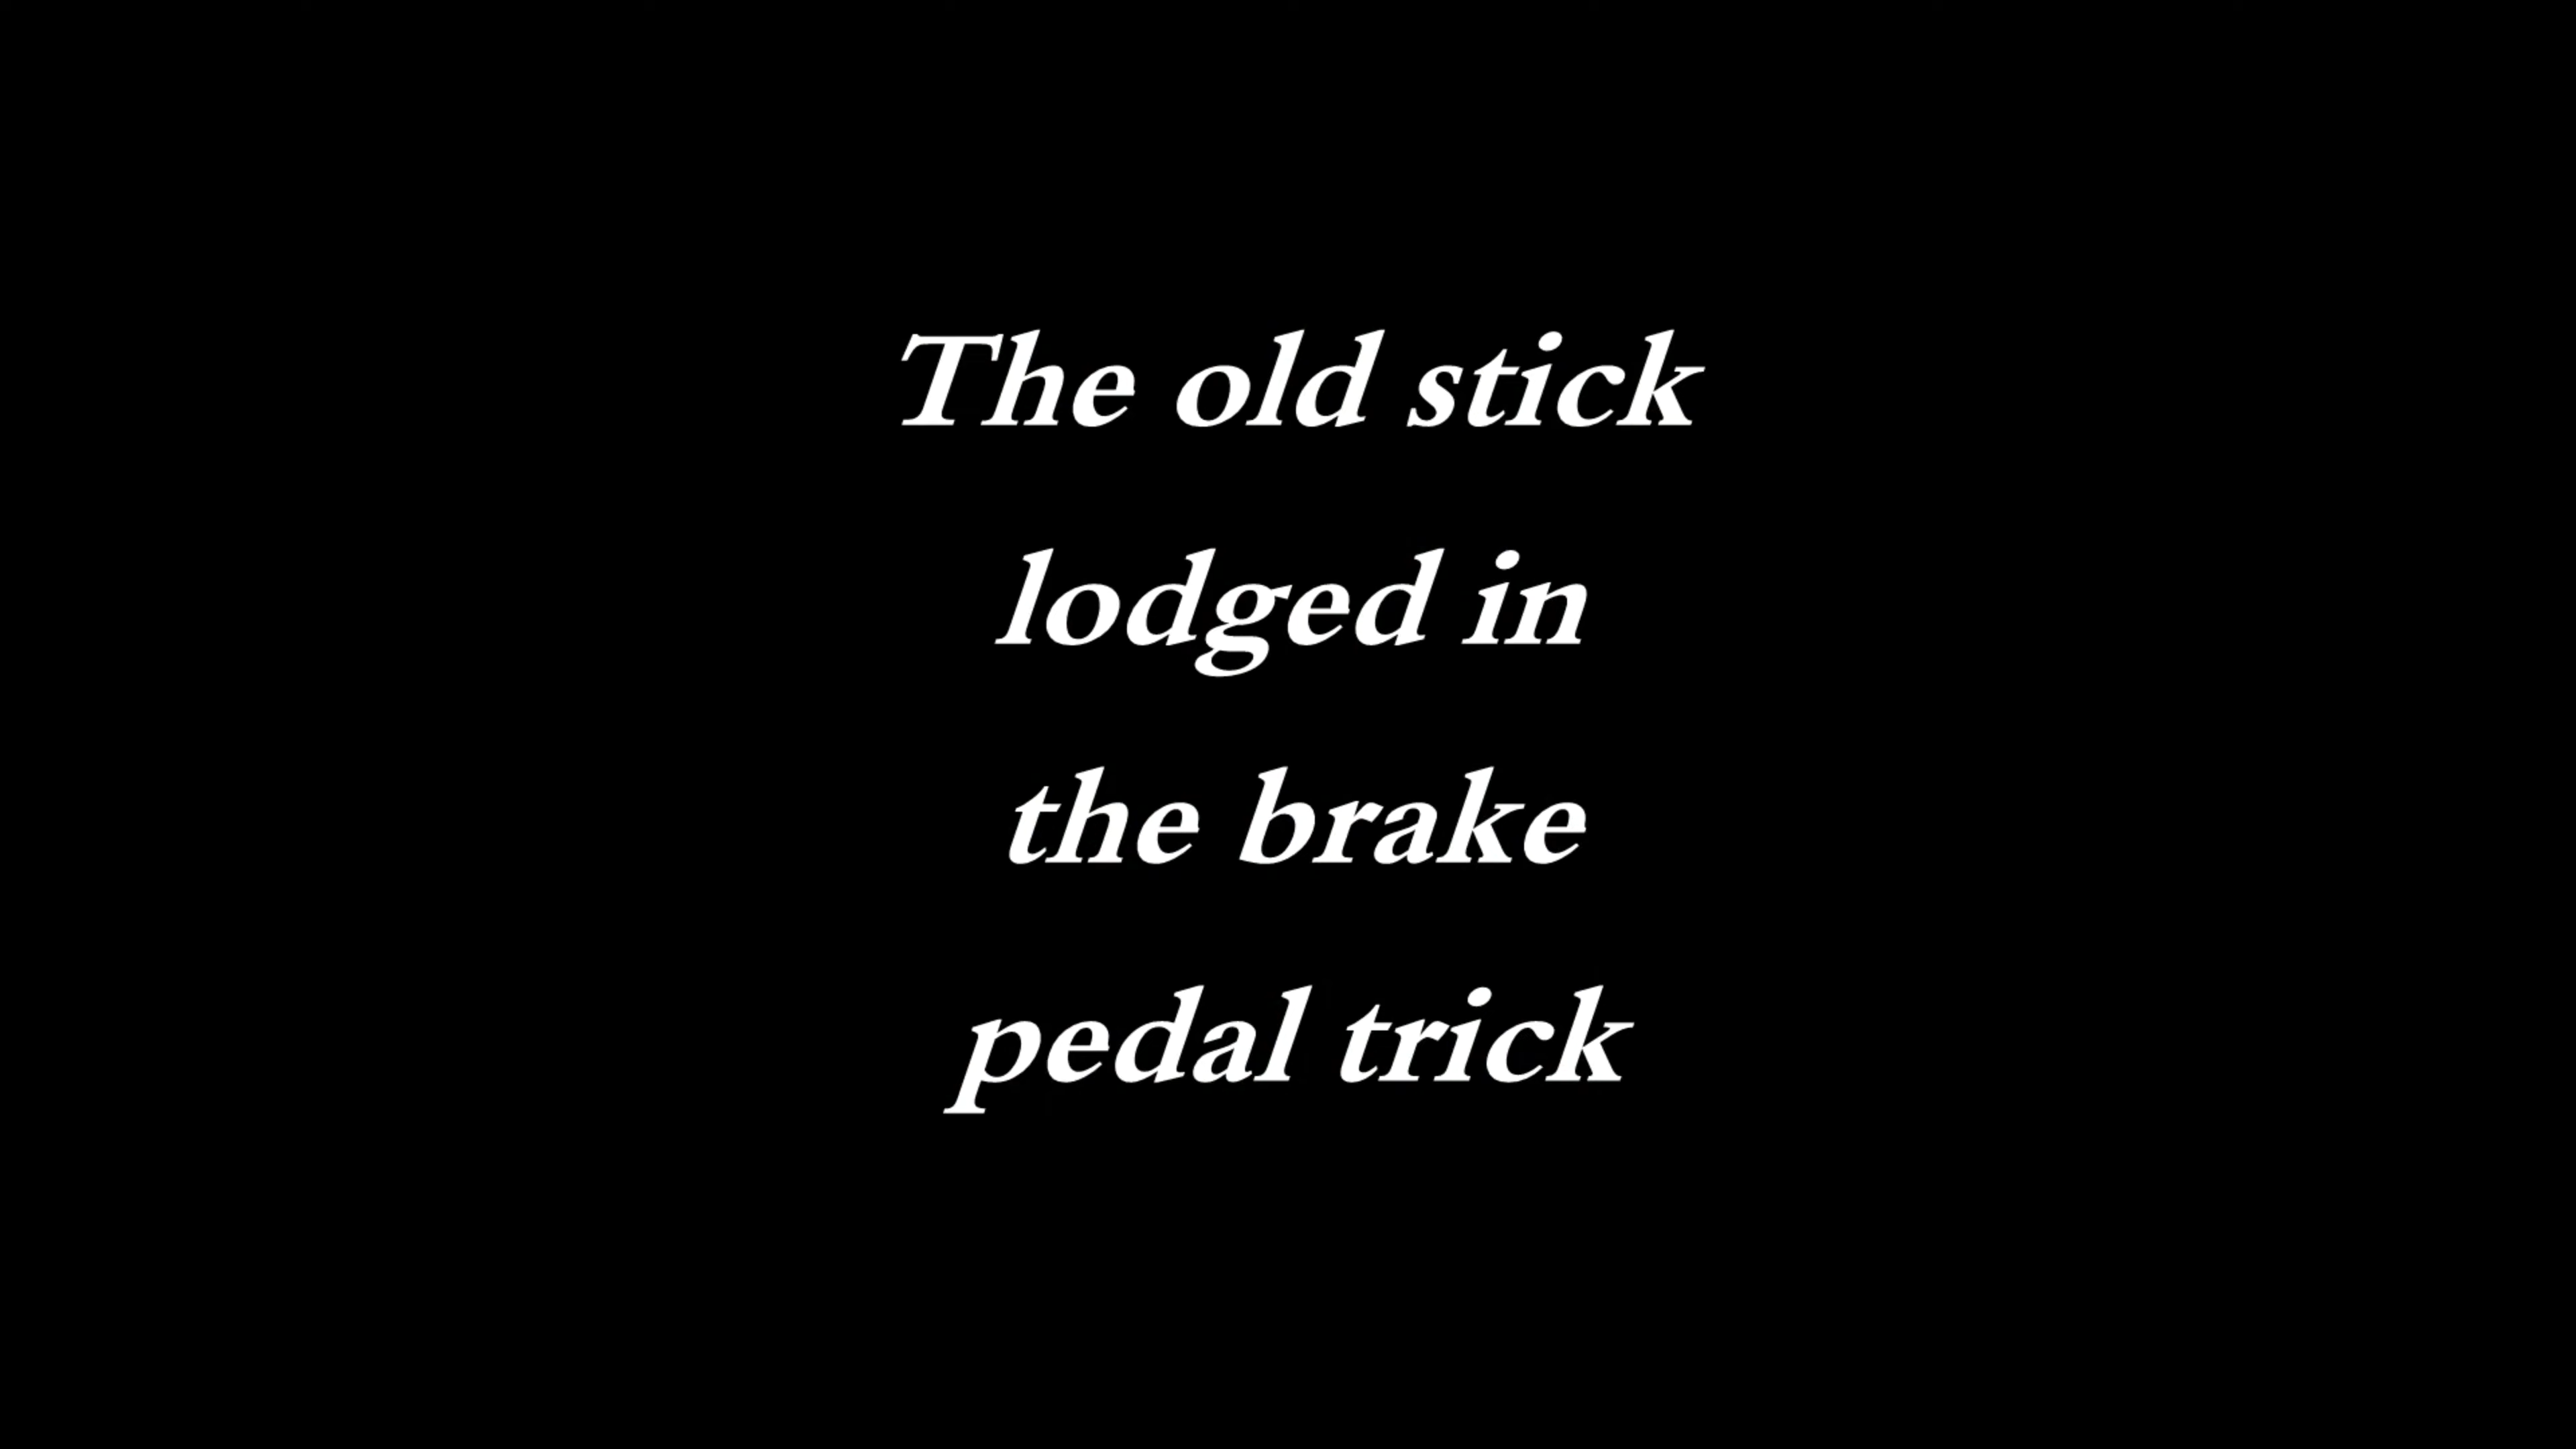 The old stick
lodged in
the brake
pedal trick